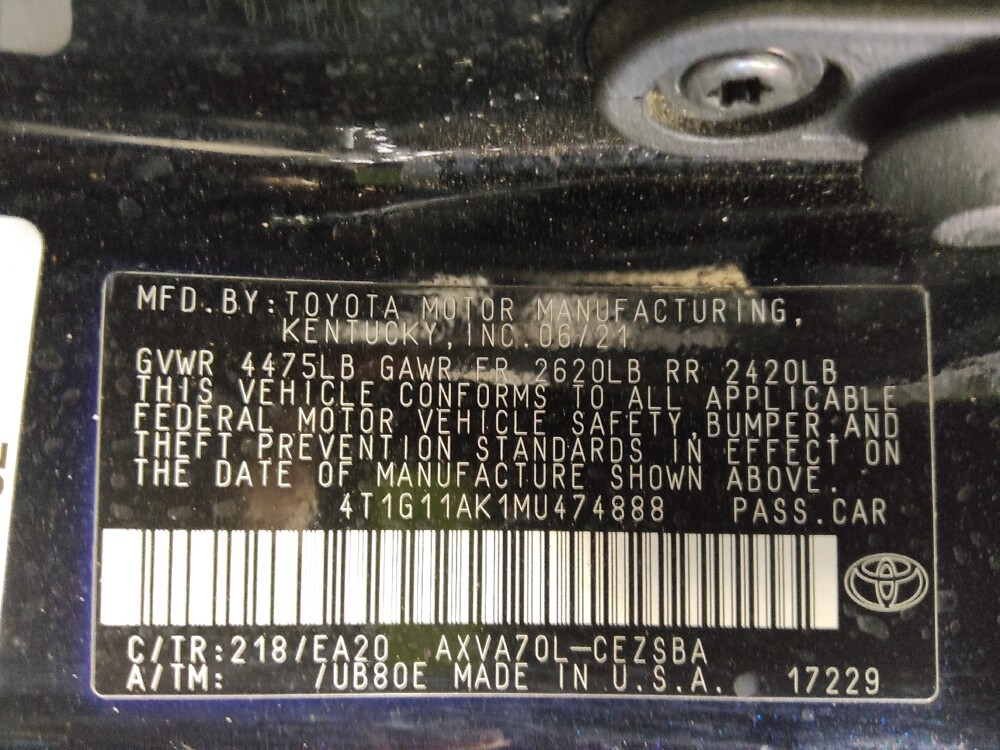 MFD.BY:TOYOTA MOTOR MANUFACTURING,
KENTUCKY,INC.06/21
GVWR 4475LB GAWR FR 2620LB RR 2420LB
THIS VEHICLE CONFORMS TO ALL APPLICABLE
FEDERAL MOTOR VEHICLE SAFETY,BUMPER,AND
THEFT PREVENTION STANDARDS IN EFFECT ON
THE DATE OF MANUFACTURE SHOWN ABOVE.
4T1G11AK1MU474888 PASS.CAR
C/TR:218/EA20 AXVA70L-CEZSBA
A/TM: /UB80E MADE IN U.S.A. 17229